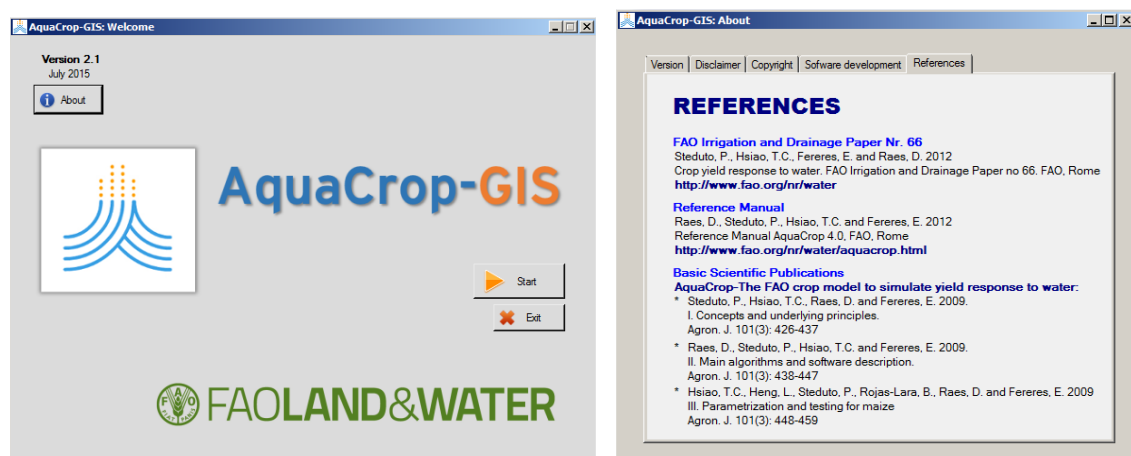 AquaCrop-GIS: Welcome
Version 2.1
July 2015
About
AquaCrop-GIS
Start
Exit
FAO LAND&WATER
AquaCrop-GIS: About
Version
Disclaimer
Copyright
Sofware development
References
REFERENCES
FAO Irrigation and Drainage Paper Nr. 66
Steduto, P., Hsiao, T.C., Fereres, E. and Raes, D. 2012
Crop yield response to water. FAO Irrigation and Drainage Paper no 66. FAO, Rome
http://www.fao.org/nr/water
Reference Manual
Raes, D., Steduto, P., Hsiao, T.C. and Fereres, E. 2012
Reference Manual AquaCrop 4.0, FAO, Rome
http://www.fao.org/nr/water/aquacrop.html
Basic Scientific Publications
AquaCrop-The FAO crop model to simulate yield response to water:
* Steduto, P., Hsiao, T.C., Raes, D. and Fereres, E. 2009.
I. Concepts and underlying principles.
Agron. J. 101(3): 426-437
* Raes, D., Steduto, P., Hsiao, T.C. and Fereres, E. 2009.
II. Main algorithms and software description.
Agron. J. 101(3): 438-447
* Hsiao, T.C., Heng, L., Steduto, P., Rojas-Lara, B., Raes, D. and Fereres, E. 2009
III. Parametrization and testing for maize
Agron. J. 101(3): 448-459